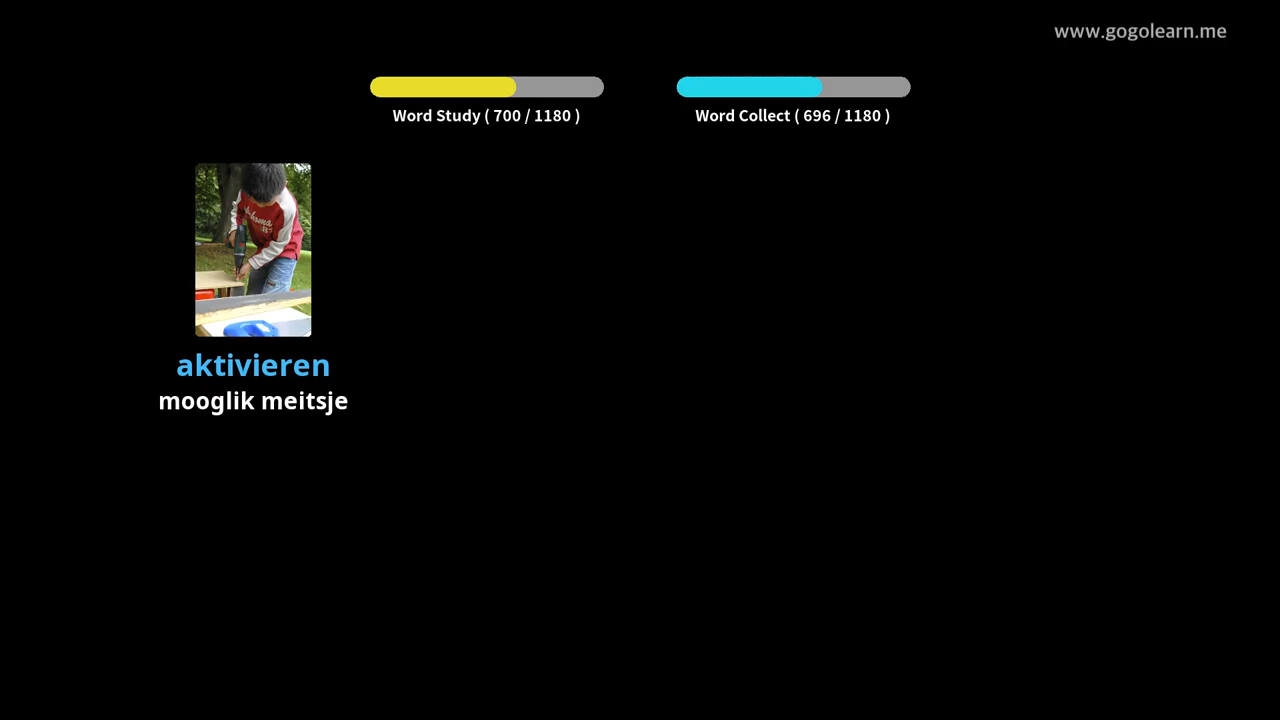 www.gogolearn.me
Word Study ( 700 / 1180 )
Word Collect ( 696 / 1180 )
aktivieren
mooglik meitsje